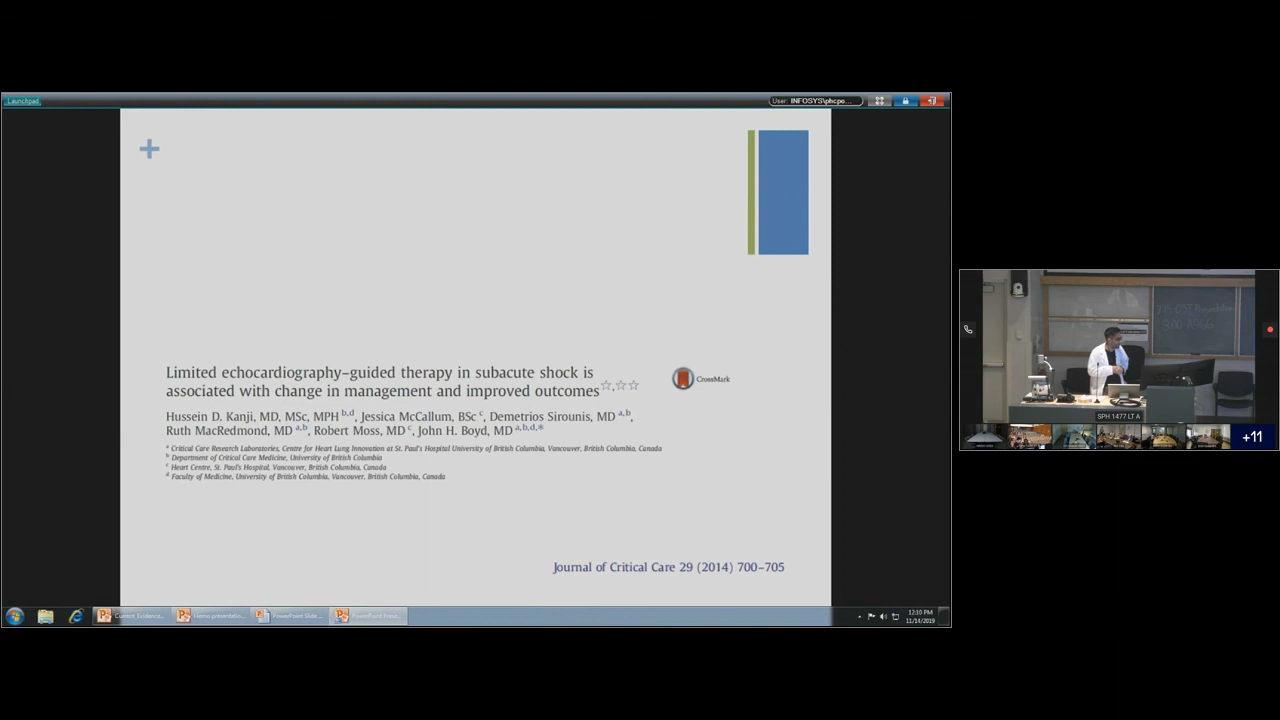 Launchpad
User: INFOSYS\phcpo...
+
Limited echocardiography–guided therapy in subacute shock is
associated with change in management and improved outcomes☆,☆☆
CrossMark
Hussein D. Kanji, MD, MSc, MPH b,d, Jessica McCallum, BSc c, Demetrios Sirounis, MD a,b,
Ruth MacRedmond, MD a,b, Robert Moss, MD c, John H. Boyd, MD a,b,d,*
a Critical Care Research Laboratories, Centre for Heart Lung Innovation at St. Paul's Hospital University of British Columbia, Vancouver, British Columbia, Canada
b Department of Critical Care Medicine, University of British Columbia
c Heart Centre, St. Paul's Hospital, Vancouver, British Columbia, Canada
d Faculty of Medicine, University of British Columbia, Vancouver, British Columbia, Canada
Journal of Critical Care 29 (2014) 700–705
Current_Evidence...
PowerPoint Slide...
12:10 PM
11/14/2019
SPH 1477 LT A
+11